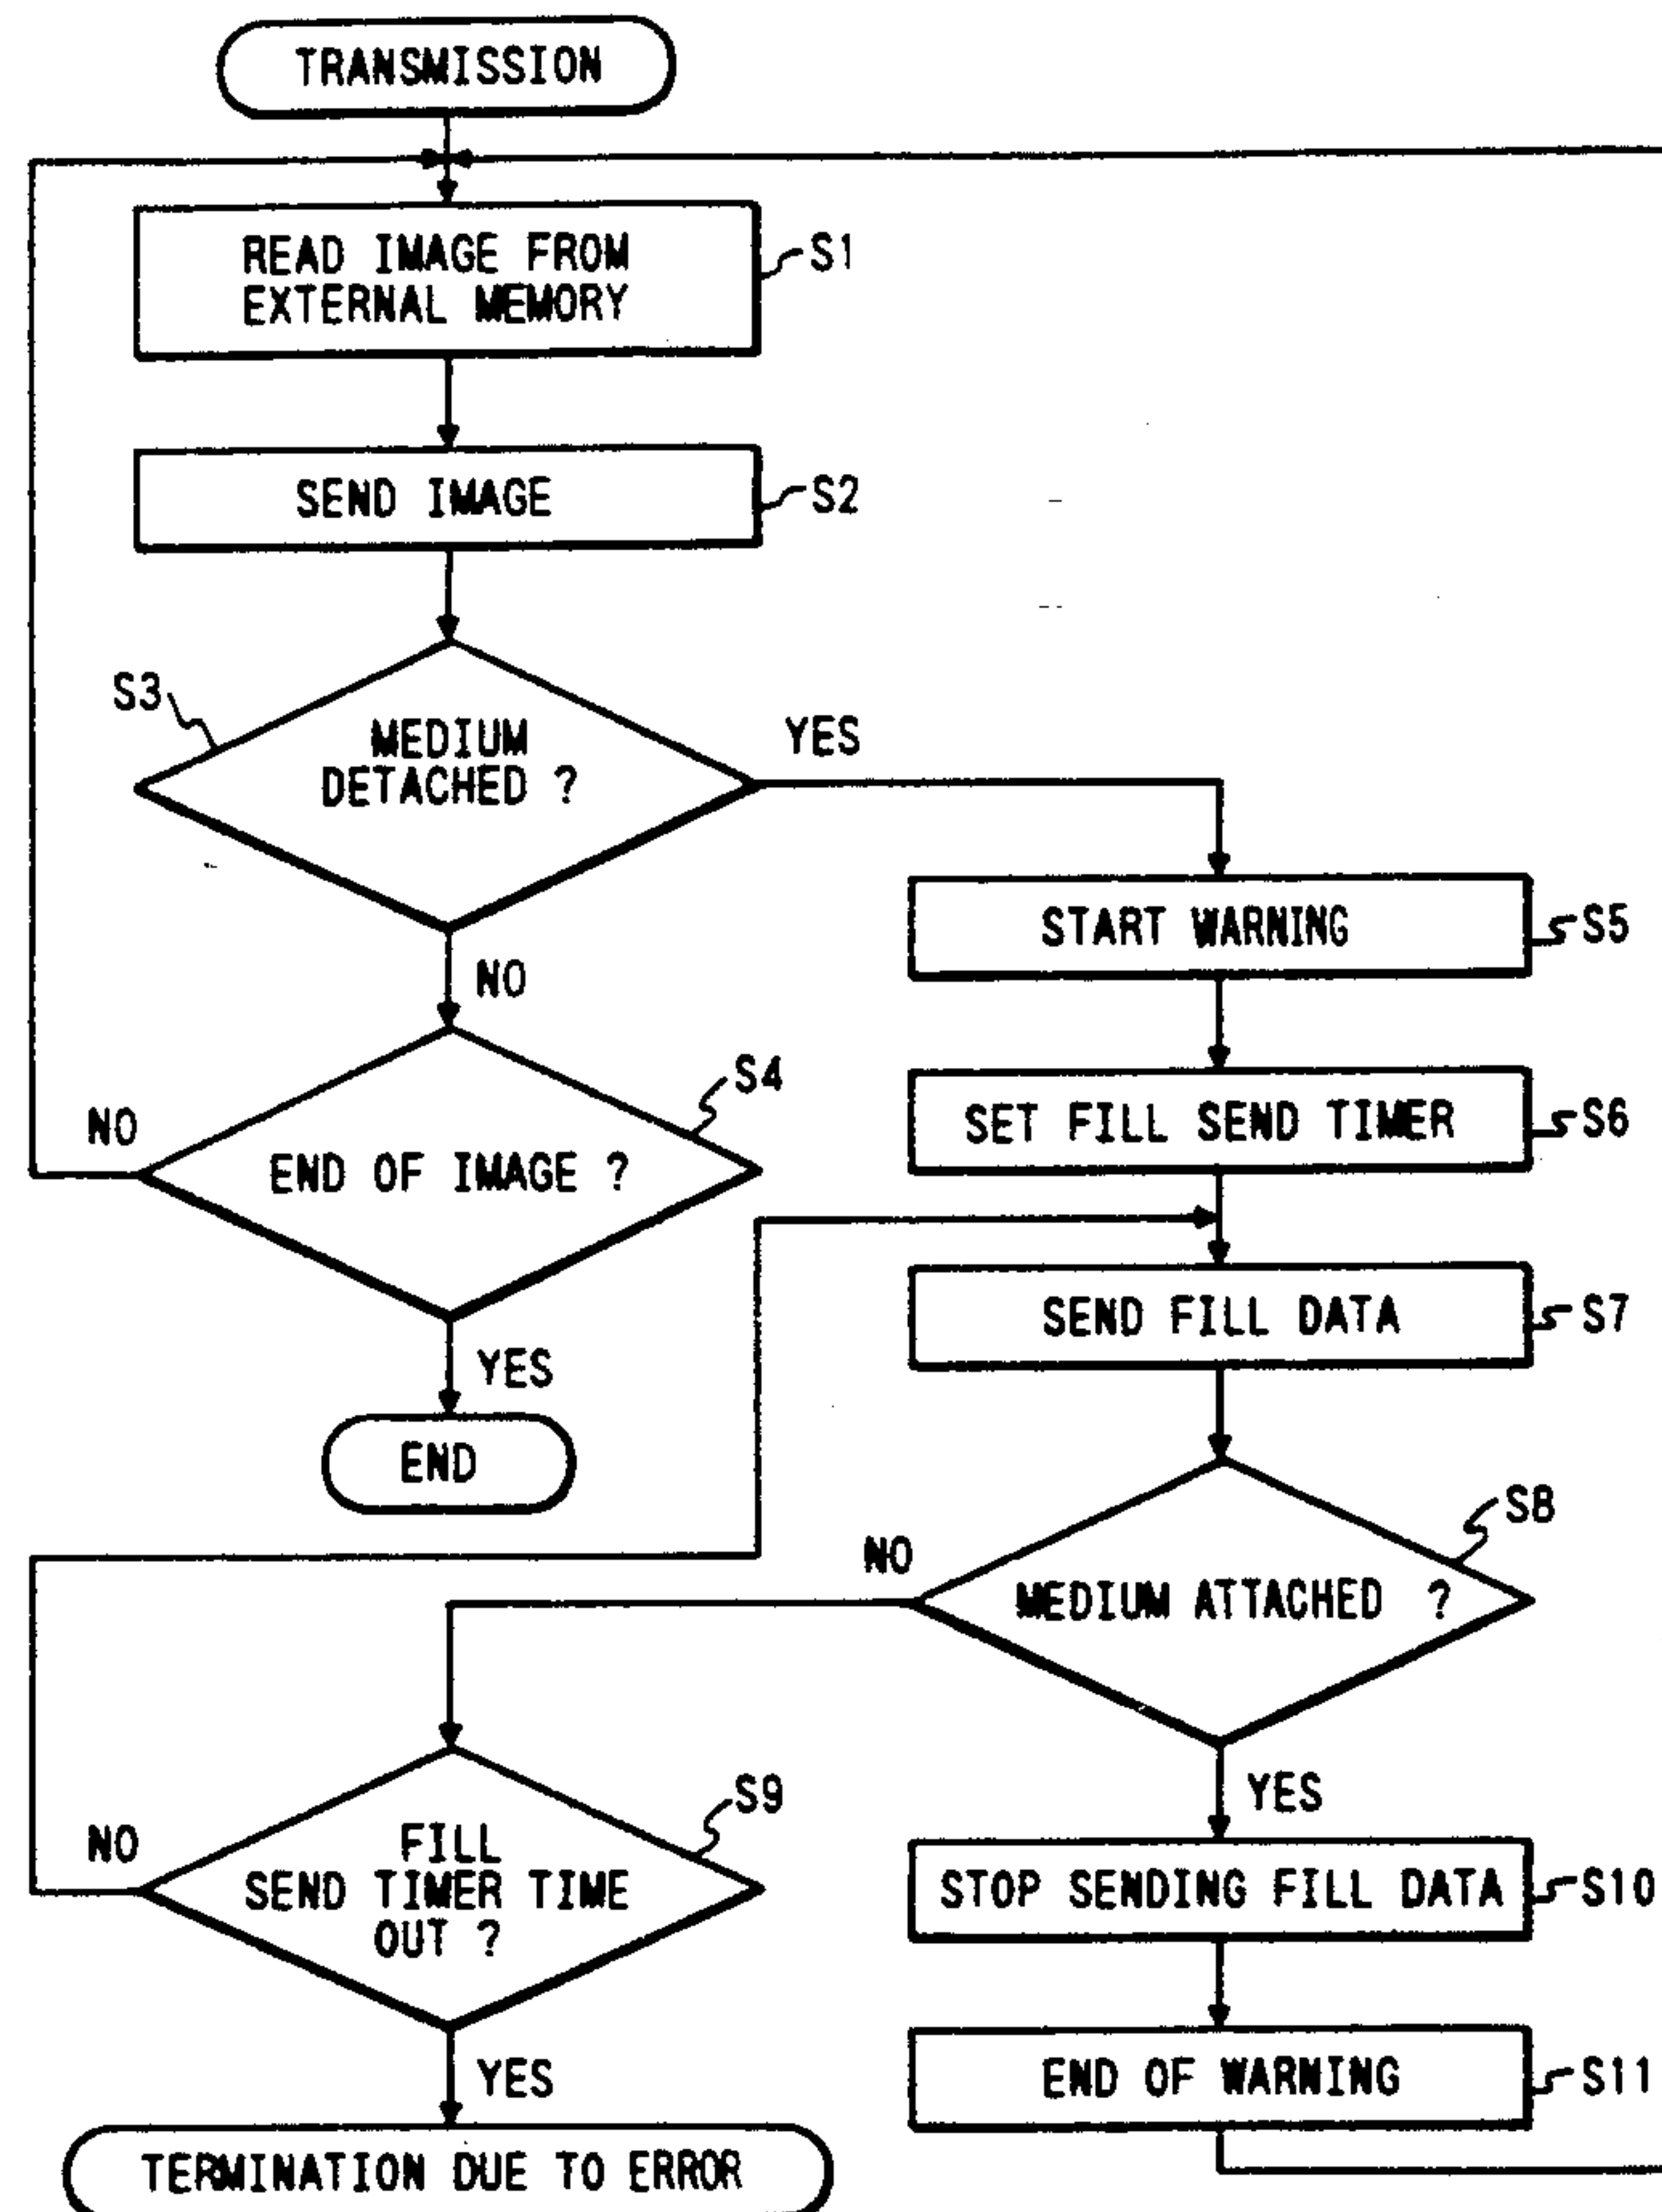 TRANSMISSION
READ IMAGE FROM
EXTERNAL MEMORY
S1
SEND IMAGE
S2
S3
MEDIUM
DETACHED ?
YES
NO
START WARNING
S5
S4
NO
END OF IMAGE ?
SET FILL SEND TIMER
S6
YES
END
SEND FILL DATA
S7
S8
NO
MEDIUM ATTACHED ?
YES
S9
NO
FILL
SEND TIMER TIME
OUT ?
STOP SENDING FILL DATA
S10
YES
END OF WARNING
S11
TERMINATION DUE TO ERROR